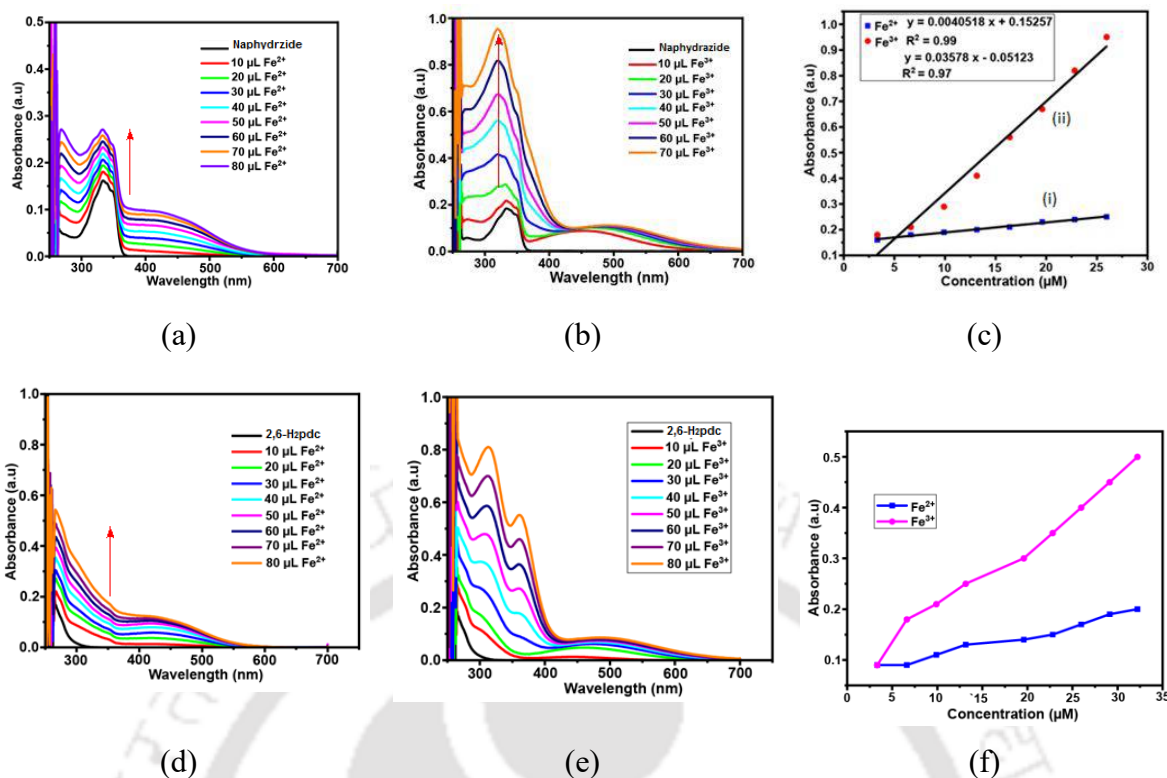 0.5
0.4
0.3
0.2
0.1
0.0
300 400 500 600 700
Absorbance (a.u)
Wavelength (nm)
Naphydrzide
10 µL Fe²⁺
20 µL Fe²⁺
30 µL Fe²⁺
40 µL Fe²⁺
50 µL Fe²⁺
60 µL Fe²⁺
70 µL Fe²⁺
80 µL Fe²⁺
(a)
1.0
0.8
0.6
0.4
0.2
0.0
300 400 500 600 700
Absorbance (a.u)
Wavelength (nm)
Naphydrazide
10 µL Fe³⁺
20 µL Fe³⁺
30 µL Fe³⁺
40 µL Fe³⁺
50 µL Fe³⁺
60 µL Fe³⁺
70 µL Fe³⁺
(b)
1.0
0.9
0.8
0.7
0.6
0.5
0.4
0.3
0.2
0.1
0 5 10 15 20 25 30
Absorbance (a.u)
Concentration (µM)
Fe²⁺ y = 0.0040518 x + 0.15257
Fe³⁺ R² = 0.99
y = 0.03578 x - 0.05123
R² = 0.97
(ii)
(i)
(c)
1.0
0.8
0.6
0.4
0.2
0.0
300 400 500 600 700
Absorbance (a.u)
Wavelength (nm)
2,6-H2pdc
10 µL Fe²⁺
20 µL Fe²⁺
30 µL Fe²⁺
40 µL Fe²⁺
50 µL Fe²⁺
60 µL Fe²⁺
70 µL Fe²⁺
80 µL Fe²⁺
(d)
1.0
0.8
0.6
0.4
0.2
0.0
300 400 500 600 700
Absorbance (a.u)
Wavelength (nm)
2,6-H2pdc
10 µL Fe³⁺
20 µL Fe³⁺
30 µL Fe³⁺
40 µL Fe³⁺
50 µL Fe³⁺
60 µL Fe³⁺
70 µL Fe³⁺
80 µL Fe³⁺
(e)
0.5
0.4
0.3
0.2
0.1
0 5 10 15 20 25 30 35
Absorbance (a.u)
Concentration (µM)
Fe²⁺
Fe³⁺
(f)